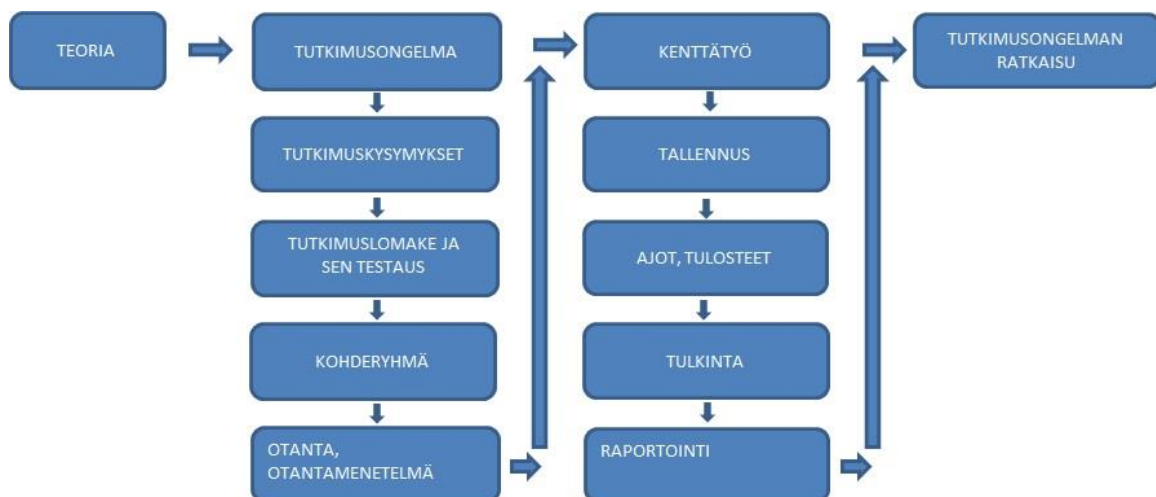 TEORIA
TUTKIMUSONGELMA
TUTKIMUSKYSYMYKSET
TUTKIMUSLOMAKE JA
SEN TESTAUS
KOHDERYHMÄ
OTANTA,
OTANTAMENETELMÄ
KENTTÄTYÖ
TALLENNUS
AJOT, TULOSTEET
TULKINTA
RAPORTOINTI
TUTKIMUSONGELMAN
RATKAISU